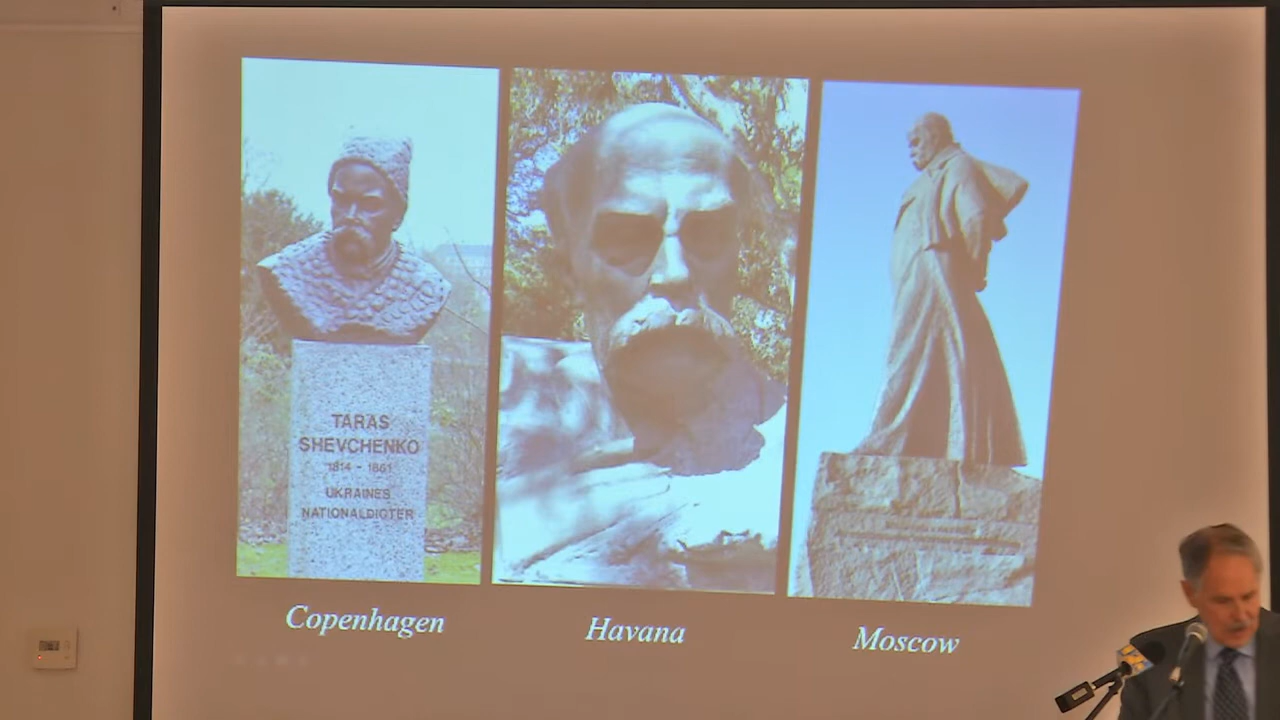 TARAS
SHEVCHENKO
1814 - 1861
UKRAINES
NATIONALDIGTER
Copenhagen
Havana
Moscow